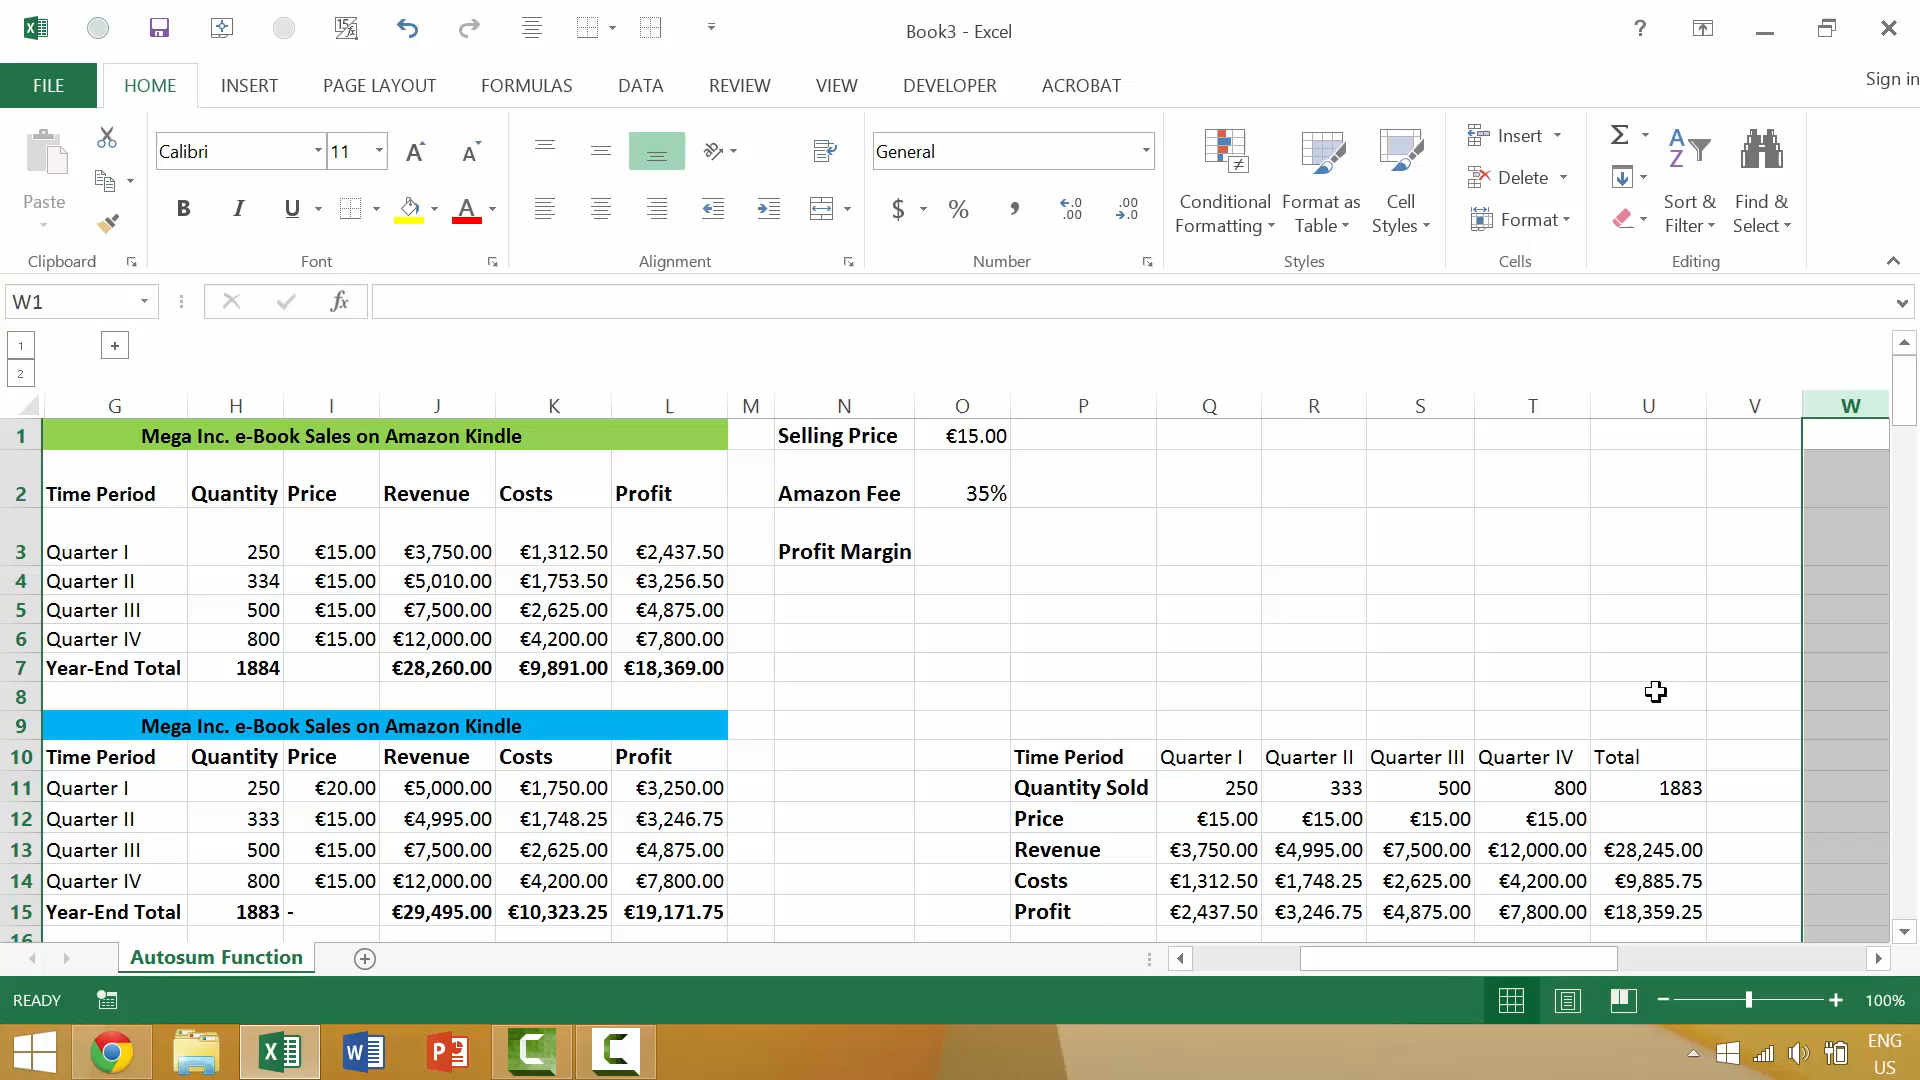 Book3 - Excel
?
Sign in
FILE HOME INSERT PAGE LAYOUT FORMULAS DATA REVIEW VIEW DEVELOPER ACROBAT
Paste
Clipboard
Calibri 11
B I U A
Font
Alignment
General
$ % , .00 .00
Number
Conditional Formatting
Format as Table
Cell Styles
Styles
Insert
Delete
Format
Cells
Sort & Filter
Find & Select
Editing
W1 fx
1 +
2
G H I J K L M N O P Q R S T U V W
1 Mega Inc. e-Book Sales on Amazon Kindle Selling Price €15.00
2 Time Period Quantity Price Revenue Costs Profit Amazon Fee 35%
3 Quarter I 250 €15.00 €3,750.00 €1,312.50 €2,437.50 Profit Margin
4 Quarter II 334 €15.00 €5,010.00 €1,753.50 €3,256.50
5 Quarter III 500 €15.00 €7,500.00 €2,625.00 €4,875.00
6 Quarter IV 800 €15.00 €12,000.00 €4,200.00 €7,800.00
7 Year-End Total 1884 €28,260.00 €9,891.00 €18,369.00
8
9 Mega Inc. e-Book Sales on Amazon Kindle
10 Time Period Quantity Price Revenue Costs Profit Time Period Quarter I Quarter II Quarter III Quarter IV Total
11 Quarter I 250 €20.00 €5,000.00 €1,750.00 €3,250.00 Quantity Sold 250 333 500 800 1883
12 Quarter II 333 €15.00 €4,995.00 €1,748.25 €3,246.75 Price €15.00 €15.00 €15.00 €15.00
13 Quarter III 500 €15.00 €7,500.00 €2,625.00 €4,875.00 Revenue €3,750.00 €4,995.00 €7,500.00 €12,000.00 €28,245.00
14 Quarter IV 800 €15.00 €12,000.00 €4,200.00 €7,800.00 Costs €1,312.50 €1,748.25 €2,625.00 €4,200.00 €9,885.75
15 Year-End Total 1883 - €29,495.00 €10,323.25 €19,171.75 Profit €2,437.50 €3,246.75 €4,875.00 €7,800.00 €18,359.25
16
Autosum Function
READY 100%
ENG
US